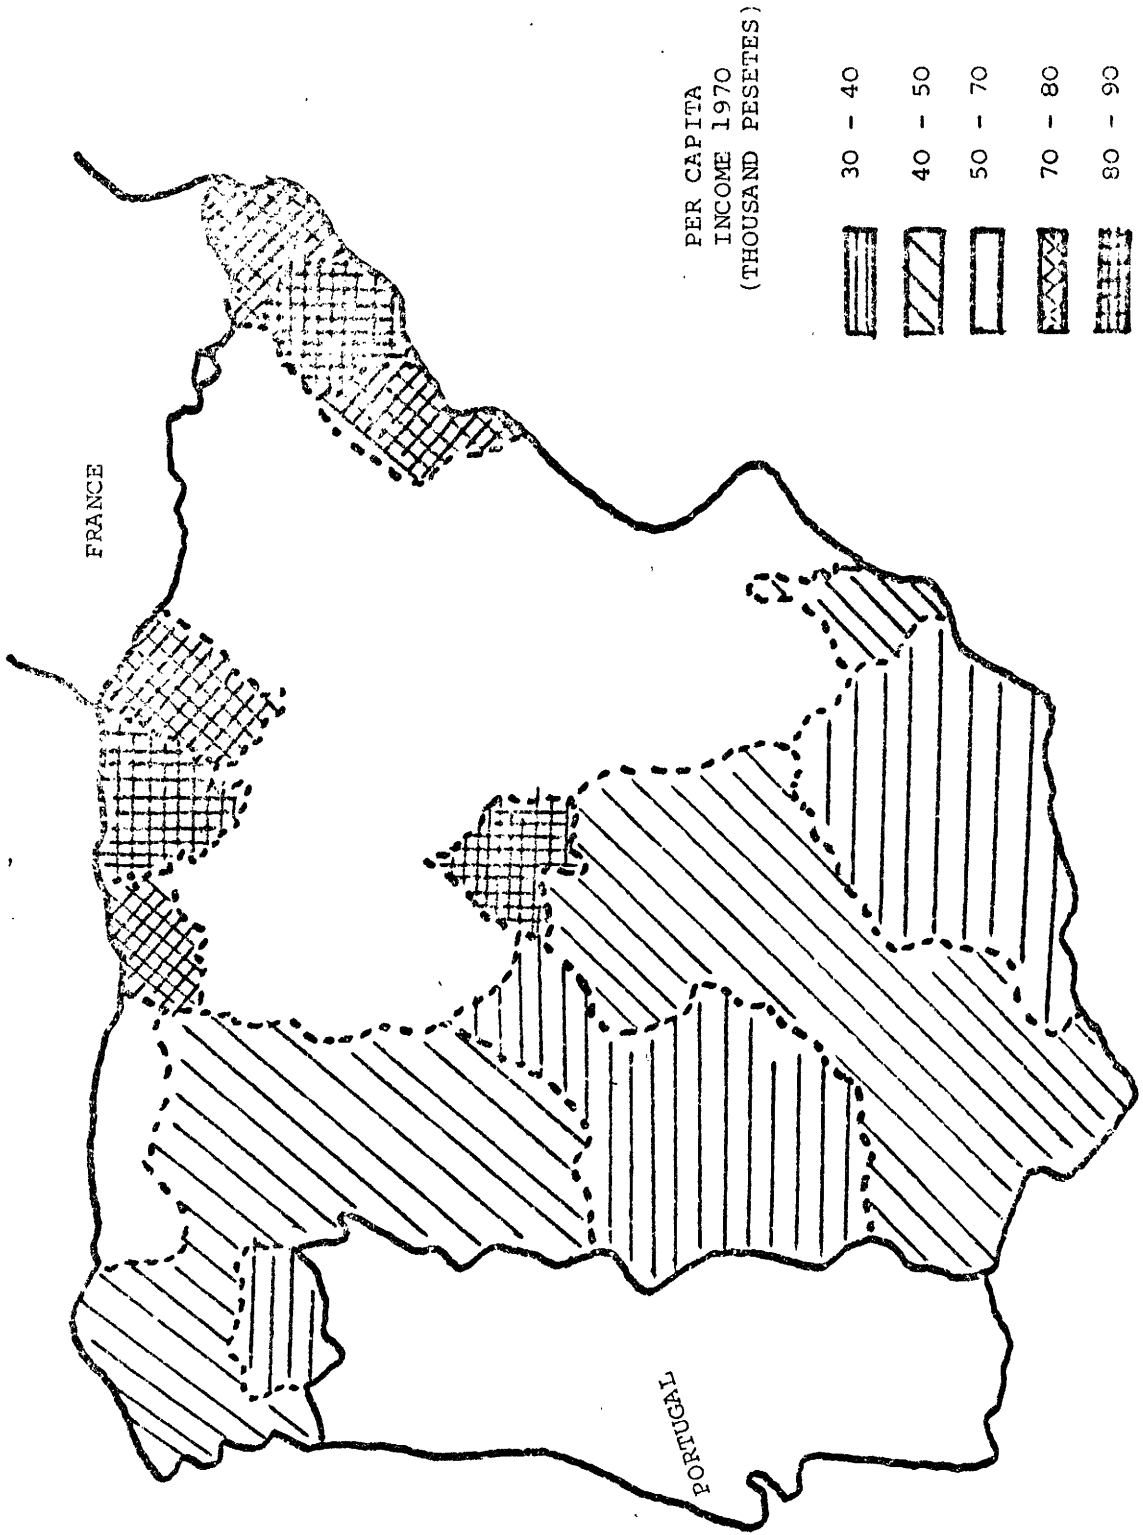 FRANCE
PORTUGAL
PER CAPITA
INCOME 1970
(THOUSAND PESETES)
30 - 40
40 - 50
50 - 70
70 - 80
80 - 90